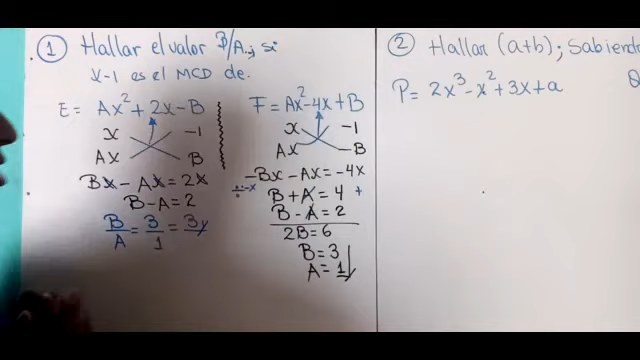 1 Hallar el valor B/A, si
x-1 es el MCD de.
E = Ax² + 2x - B
x -1
Ax B
Bx - Ax = 2x
B - A = 2
B/A = 3/1 = 3
F = Ax² - 4x + B
x -1
Ax -B
-Bx - Ax = -4x
÷ -x
B + A = 4 +
B - A = 2
2B = 6
B = 3
A = 1
2 Hallar (a+b); Sabiendo
P = 2x³ - x² + 3x + a